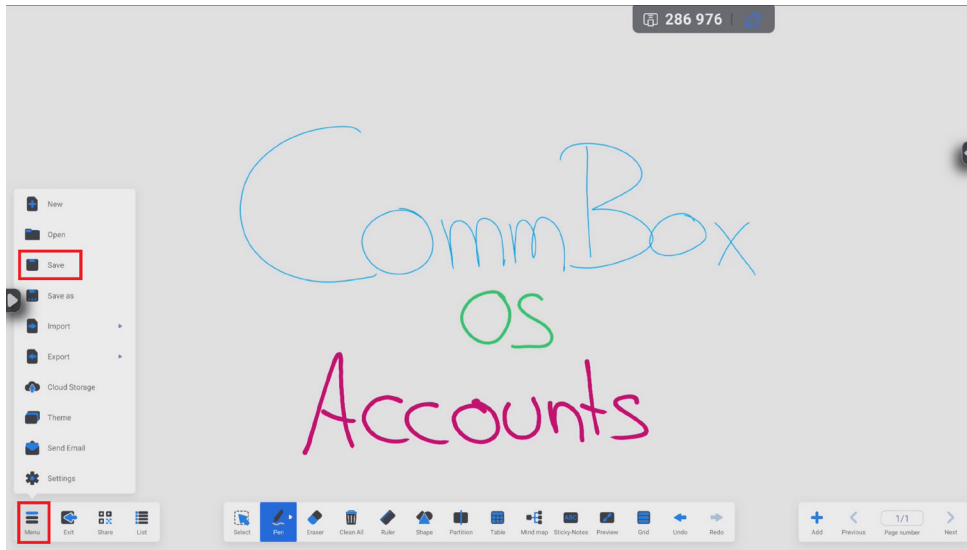 286 976
CommBox
OS
Accounts
New
Open
Save
Save as
Import
Export
Cloud Storage
Theme
Send Email
Settings
Menu Exit Share List Select Pen Eraser Clean All Ruler Shape Partition Table Mind map Sticky-Notes Preview Grid Undo Redo Add Previous Page number Next
ABC
1/1